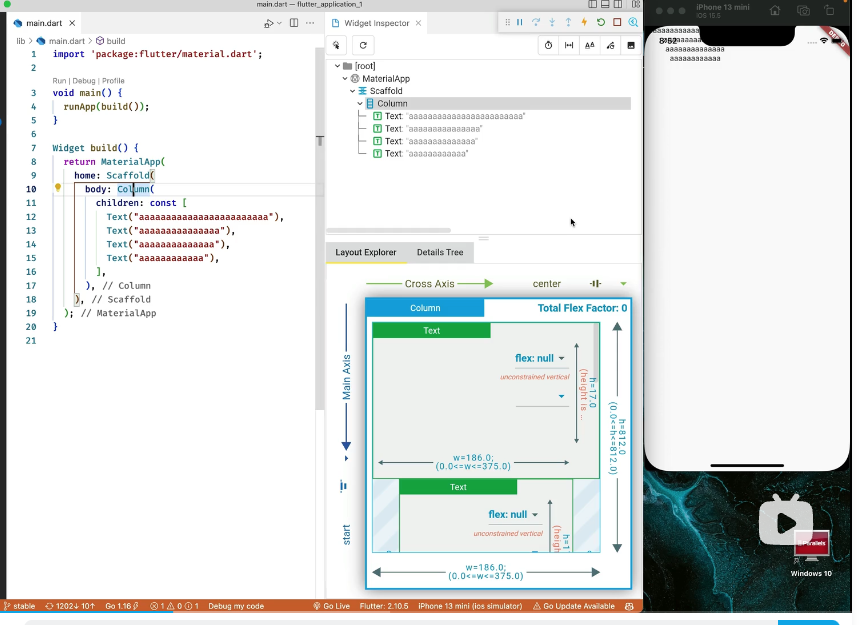 main.dart — flutter_application_1
main.dart
lib > main.dart > build
1 import 'package:flutter/material.dart';
2
Run | Debug | Profile
3 void main() {
4 runApp(build());
5 }
6
7 Widget build() {
8 return MaterialApp(
9 home: Scaffold(
10 body: Column(
11 children: const [
12 Text("aaaaaaaaaaaaaaaaaaaaaaaa"),
13 Text("aaaaaaaaaaaaaaa"),
14 Text("aaaaaaaaaaaaaa"),
15 Text("aaaaaaaaaaaa"),
16 ],
17 ), // Column
18 ), // Scaffold
19 ); // MaterialApp
20 }
21
Widget Inspector
[root]
MaterialApp
Scaffold
Column
Text: "aaaaaaaaaaaaaaaaaaaaaaaa"
Text: "aaaaaaaaaaaaaaa"
Text: "aaaaaaaaaaaaaa"
Text: "aaaaaaaaaaaa"
Layout Explorer Details Tree
Cross Axis center
Main Axis
start
Column Total Flex Factor: 0
Text
flex: null
unconstrained vertical
h=17.0
(height is ...
w=186.0;
(0.0<=w<=375.0)
h=812.0
(0.0<=h<=812.0)
Text
flex: null
unconstrained vertical
w=186.0;
(0.0<=w<=375.0)
iPhone 13 mini
iOS 15.5
8:52
aaaaaaaaaaaaaa
aaaaaaaaaaaa
Parallels
Windows 10
stable 1202↓ 10↑ Go 1.16 1 0 1 Debug my code
Go Live Flutter: 2.10.5 iPhone 13 mini (ios simulator) Go Update Available